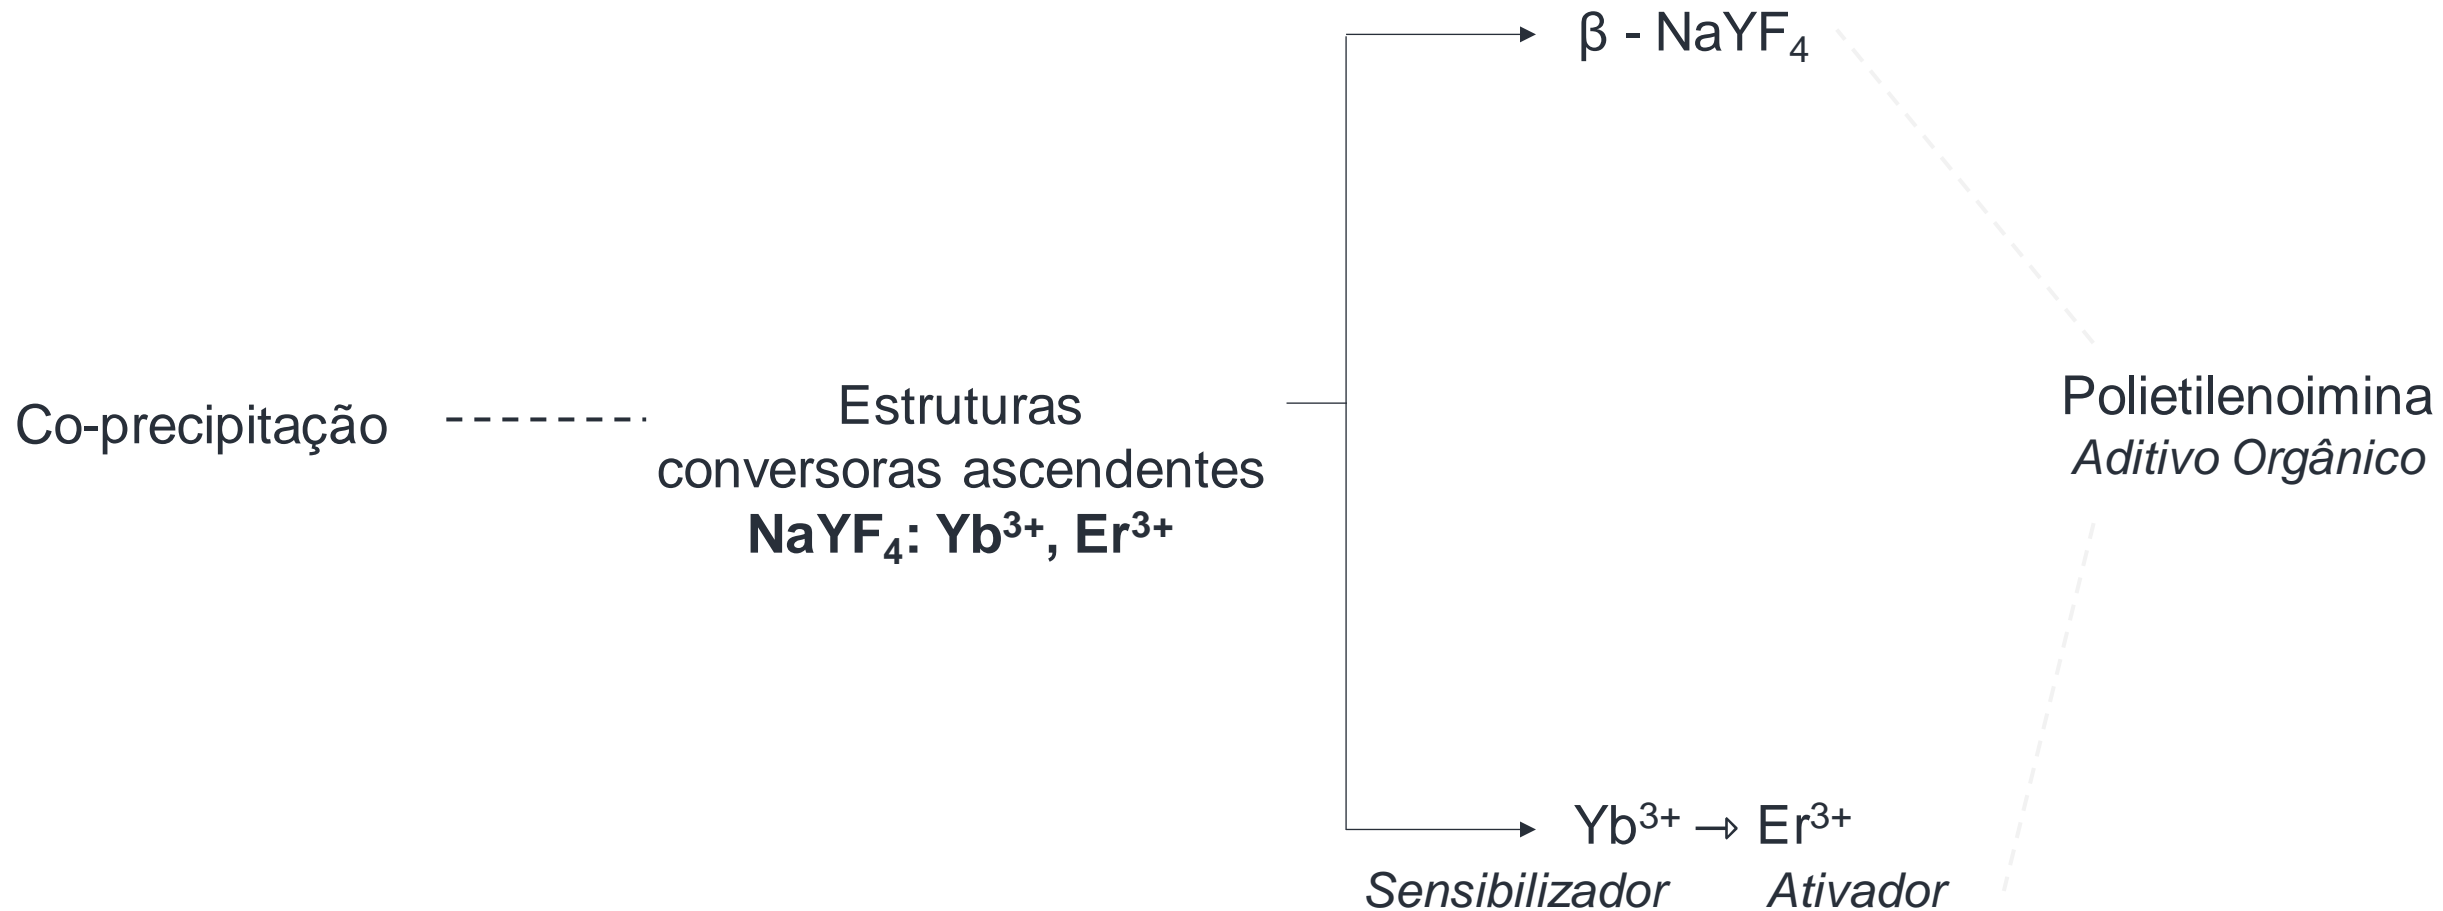 β - NaYF₄
Co-precipitação
Estruturas
conversoras ascendentes
NaYF₄: Yb³⁺, Er³⁺
Polietilenoimina
Aditivo Orgânico
Yb³⁺ ⇾ Er³⁺
Sensibilizador Ativador